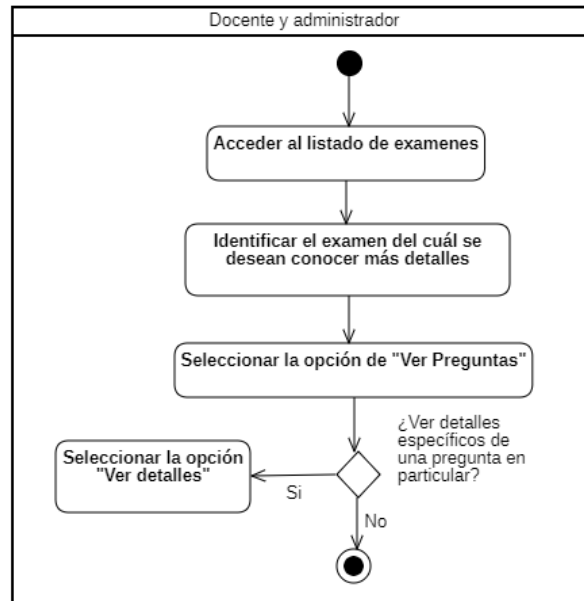 Docente y administrador
Acceder al listado de examenes
Identificar el examen del cuál se
desean conocer más detalles
Seleccionar la opción de "Ver Preguntas"
¿Ver detalles
específicos de
una pregunta en
particular?
Seleccionar la opción
"Ver detalles"
Si
No